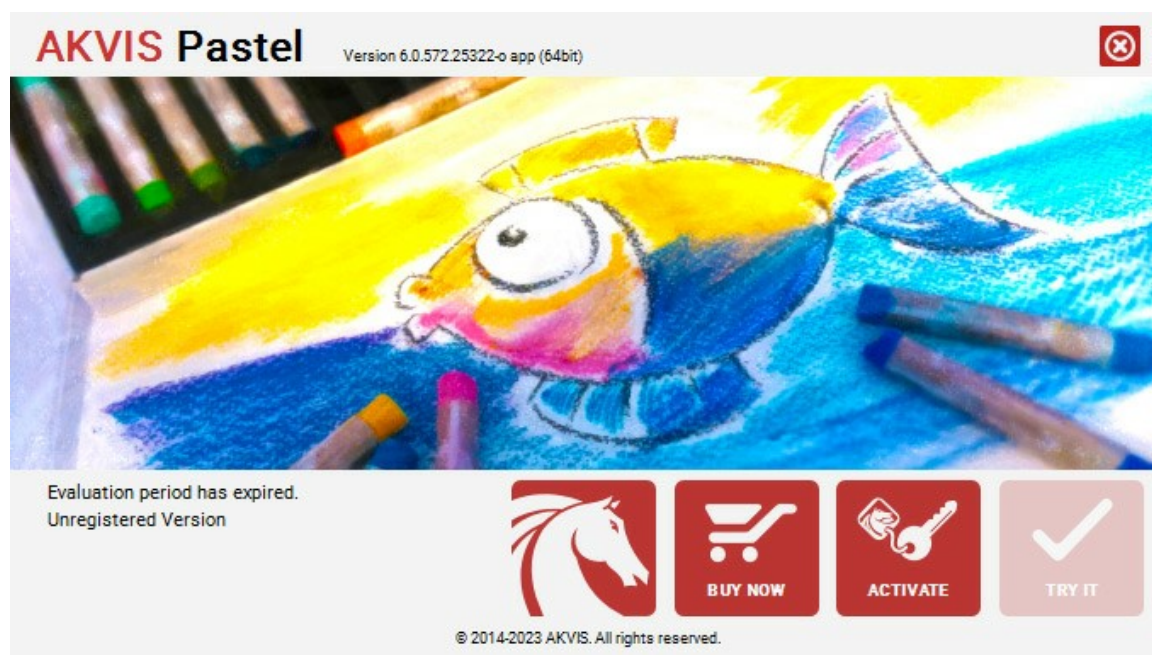 AKVIS Pastel
Version 6.0.572.25322-o app (64bit)
Evaluation period has expired.
Unregistered Version
BUY NOW
ACTIVATE
TRY IT
© 2014-2023 AKVIS. All rights reserved.